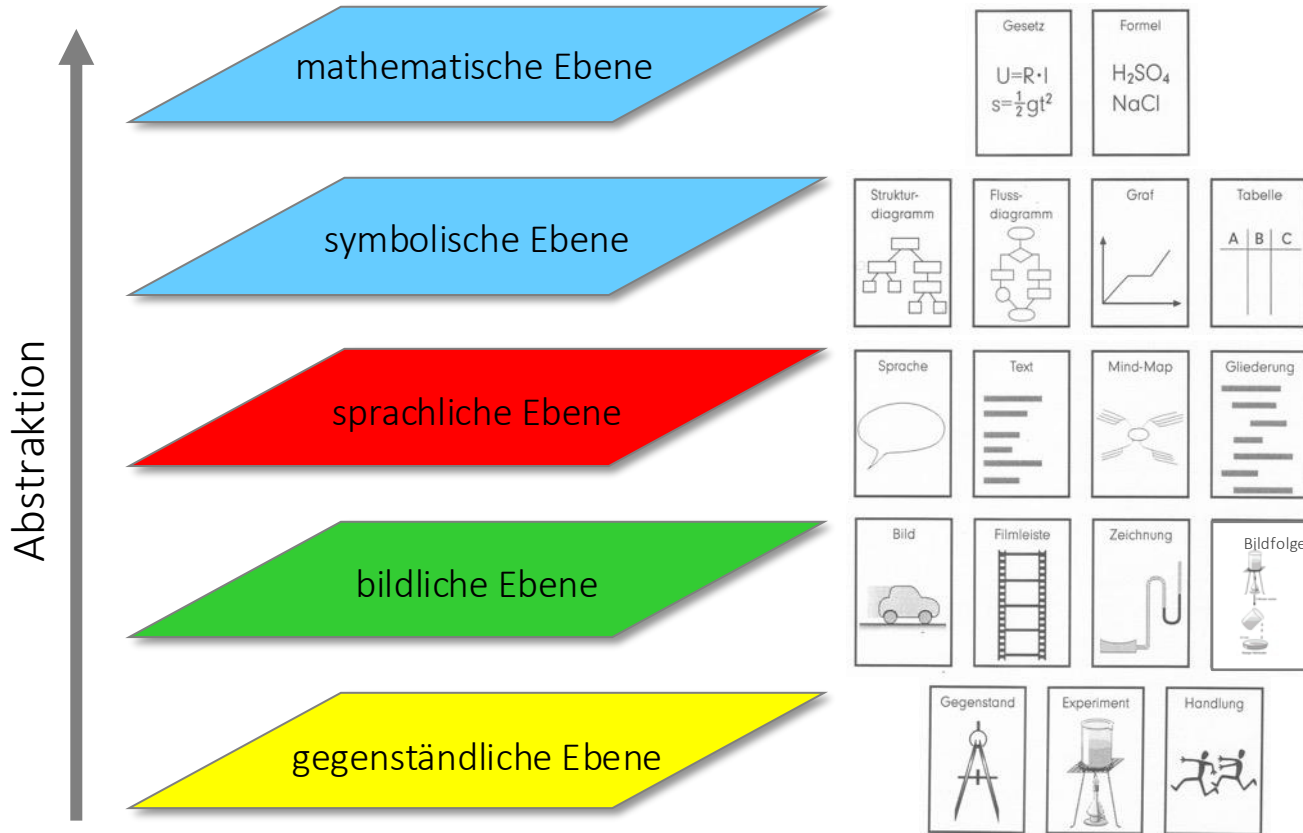 Abstraktion
mathematische Ebene
Gesetz
U=R·I
s=½gt²
Formel
H₂SO₄
NaCl
symbolische Ebene
Struktur-
diagramm
Fluss-
diagramm
Graf
Tabelle
A B C
sprachliche Ebene
Sprache
Text
Mind-Map
Gliederung
bildliche Ebene
Bild
Filmleiste
Zeichnung
Bildfolge
gegenständliche Ebene
Gegenstand
Experiment
Handlung